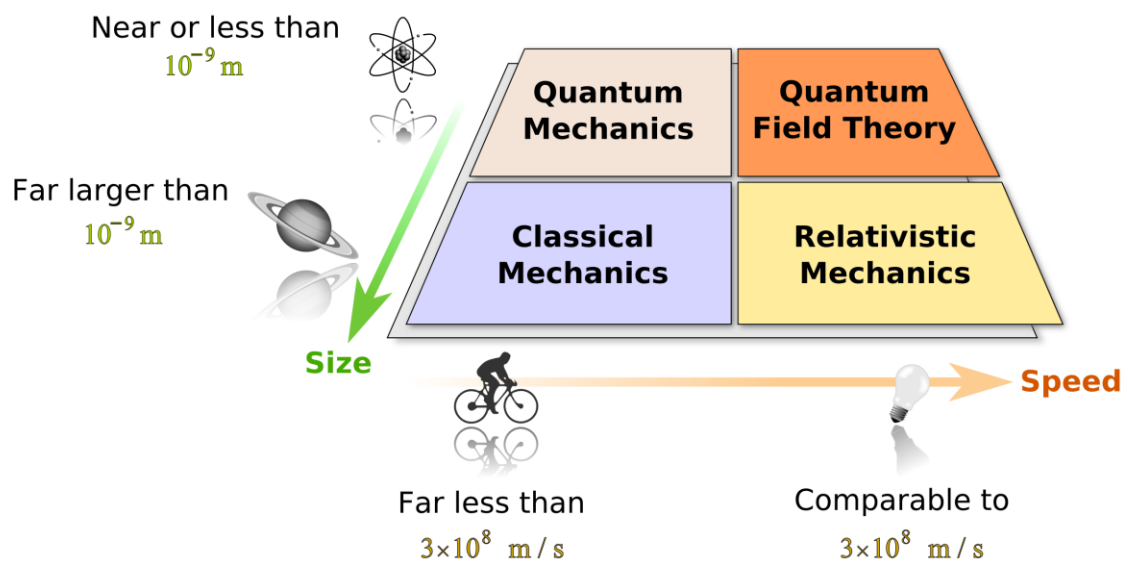 Near or less than
10⁻⁹ m
Quantum
Mechanics
Quantum
Field Theory
Far larger than
10⁻⁹ m
Classical
Mechanics
Relativistic
Mechanics
Size
Speed
Far less than
3×10⁸ m/s
Comparable to
3×10⁸ m/s